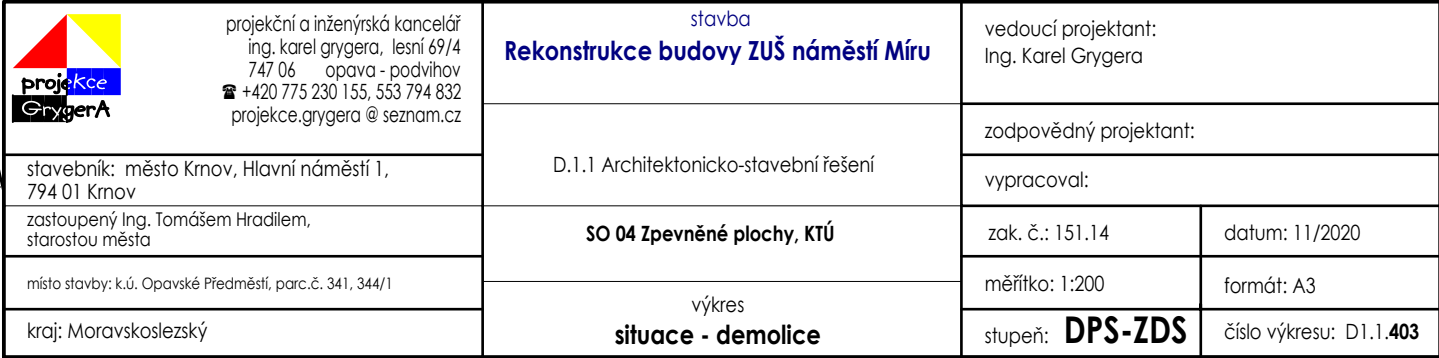 projekce
GrygerA
projekční a inženýrská kancelář
ing. karel grygera, lesní 69/4
747 06 opava - podvihov
☎ +420 775 230 155, 553 794 832
projekce.grygera @ seznam.cz
stavebník: město Krnov, Hlavní náměstí 1,
794 01 Krnov
zastoupený Ing. Tomášem Hradilem,
starostou města
místo stavby: k.ú. Opavské Předměstí, parc.č. 341, 344/1
kraj: Moravskoslezský
stavba
Rekonstrukce budovy ZUŠ náměstí Míru
D.1.1 Architektonicko-stavební řešení
SO 04 Zpevněné plochy, KTÚ
výkres
situace - demolice
vedoucí projektant:
Ing. Karel Grygera
zodpovědný projektant:
vypracoval:
zak. č.: 151.14
datum: 11/2020
měřítko: 1:200
formát: A3
stupeň: DPS-ZDS
číslo výkresu: D1.1.403